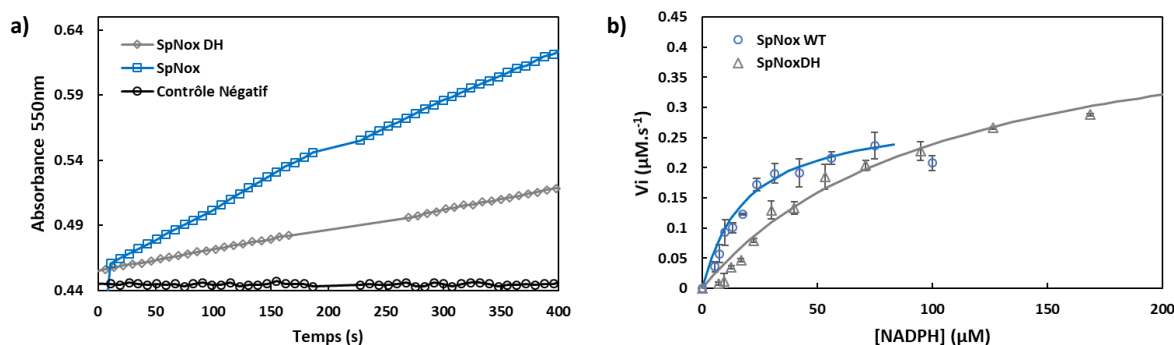 a)
Absorbance 550nm
0.64
0.59
0.54
0.49
0.44
SpNox DH
SpNox
Contrôle Négatif
0
50
100
150
200
250
300
350
400
Temps (s)
b)
Vi (µM.s⁻¹)
0.45
0.4
0.35
0.3
0.25
0.2
0.15
0.1
0.05
0
SpNox WT
SpNoxDH
0
50
100
150
200
[NADPH] (µM)